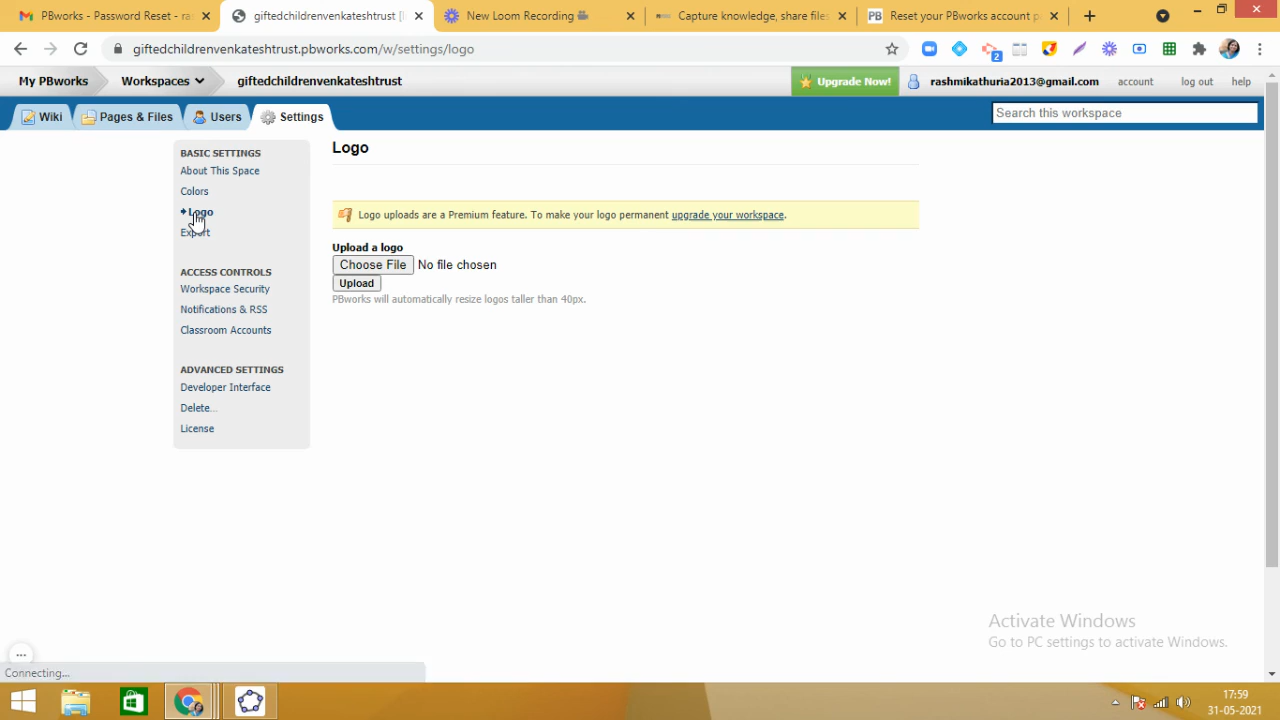 PBworks - Password Reset - ras
giftedchildrenvenkateshtrust [l
New Loom Recording
Capture knowledge, share files
Reset your PBworks account p
giftedchildrenvenkateshtrust.pbworks.com/w/settings/logo
2
My PBworks
Workspaces
giftedchildrenvenkateshtrust
Upgrade Now!
rashmikathuria2013@gmail.com
account
log out
help
Wiki
Pages & Files
Users
Settings
Search this workspace
BASIC SETTINGS
About This Space
Colors
Logo
Export
ACCESS CONTROLS
Workspace Security
Notifications & RSS
Classroom Accounts
ADVANCED SETTINGS
Developer Interface
Delete...
License
Logo
Logo uploads are a Premium feature. To make your logo permanent upgrade your workspace.
Upload a logo
Choose File No file chosen
Upload
PBworks will automatically resize logos taller than 40px.
Activate Windows
Go to PC settings to activate Windows.
...
Connecting...
17:59
31-05-2021